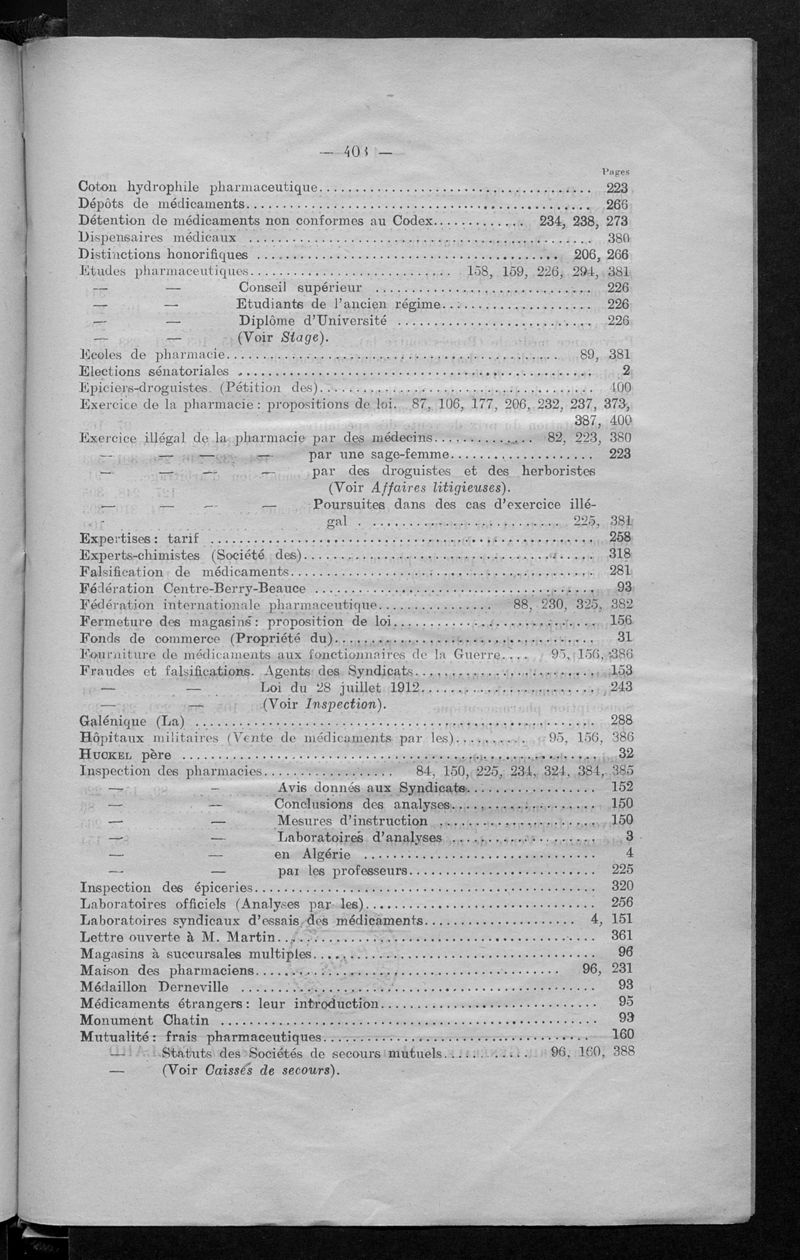 — 403 —
Pages
Coton hydrophile pharmaceutique........ 223
Dépôts de médicaments........ 266
Détention de médicaments non conformes au Codex........ 234, 238, 273
Dispensaires médicaux ........ 380
Distinctions honorifiques ........ 206, 266
Etudes pharmaceutiques........ 158, 159, 226, 294, 381
— — Conseil supérieur ........ 226
— — Etudiants de l'ancien régime........ 226
— — Diplôme d'Université ........ 226
— — (Voir Stage).
Ecoles de pharmacie........ 89, 381
Elections sénatoriales ........ 2
Epiciers-droguistes (Pétition des)........ 400
Exercice de la pharmacie : propositions de loi. 87, 106, 177, 206, 232, 237, 373,
387, 400
Exercice illégal de la pharmacie par des médecins........ 82, 223, 380
— — — — par une sage-femme........ 223
— — — — par des droguistes et des herboristes
(Voir Affaires litigieuses).
— — — — Poursuites dans des cas d'exercice illé-
gal ........ 225, 381
Expertises : tarif ........ 258
Experts-chimistes (Société des)........ 318
Falsification de médicaments........ 281
Fédération Centre-Berry-Beauce ........ 93
Fédération internationale pharmaceutique........ 88, 230, 325, 382
Fermeture des magasins : proposition de loi........ 156
Fonds de commerce (Propriété du)........ 31
Fourniture de médicaments aux fonctionnaires de la Guerre.... 95, 156, 386
Fraudes et falsifications. Agents des Syndicats........ 153
— — Loi du 28 juillet 1912........ 243
— — (Voir Inspection).
Galénique (La) ........ 288
Hôpitaux militaires (Vente de médicaments par les)........ 95, 156, 386
HUCKEL père ........ 32
Inspection des pharmacies........ 84, 150, 225, 234, 324, 384, 385
— — Avis donnés aux Syndicats........ 152
— — Conclusions des analyses........ 150
— — Mesures d'instruction ........ 150
— — Laboratoires d'analyses ........ 3
— — en Algérie ........ 4
— — par les professeurs........ 225
Inspection des épiceries........ 320
Laboratoires officiels (Analyses par les)........ 256
Laboratoires syndicaux d'essais des médicaments........ 4, 151
Lettre ouverte à M. Martin........ 361
Magasins à succursales multiples........ 96
Maison des pharmaciens........ 96, 231
Médaillon Derneville ........ 93
Médicaments étrangers : leur introduction........ 95
Monument Chatin ........ 93
Mutualité : frais pharmaceutiques........ 160
— Statuts des Sociétés de secours mutuels........ 96, 160, 388
— (Voir Caisses de secours).